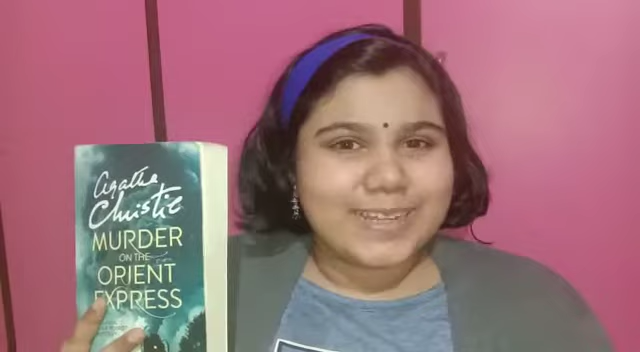 Agatha
Christie
MURDER
ON THE
ORIENT
EXPRESS